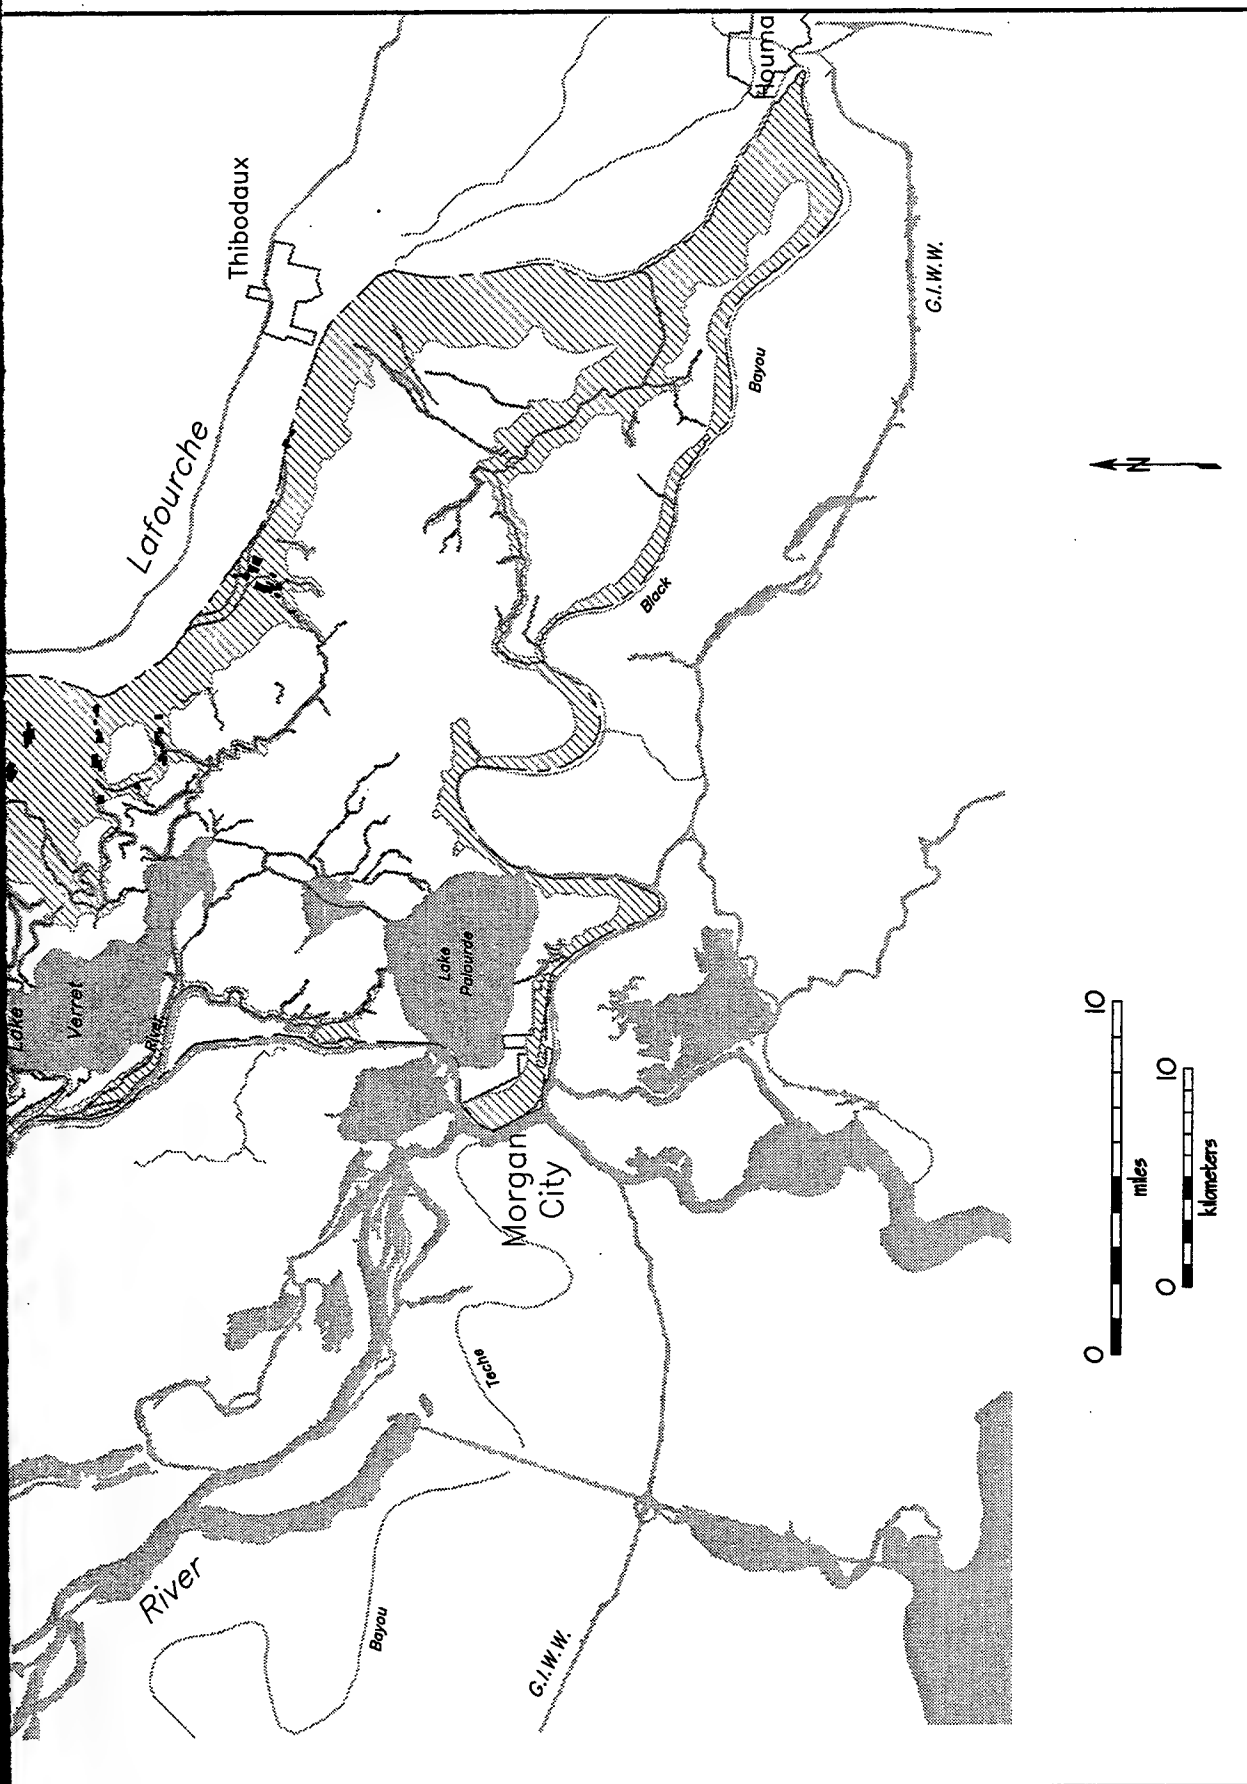 Houma
Thibodaux
G.I.W.W.
Lafourche
Bayou
Black
N
Lake
Verret
River
Lake
Palourde
Morgan
City
Teche
River
Bayou
G.I.W.W.
0
10
miles
0
10
kilometers